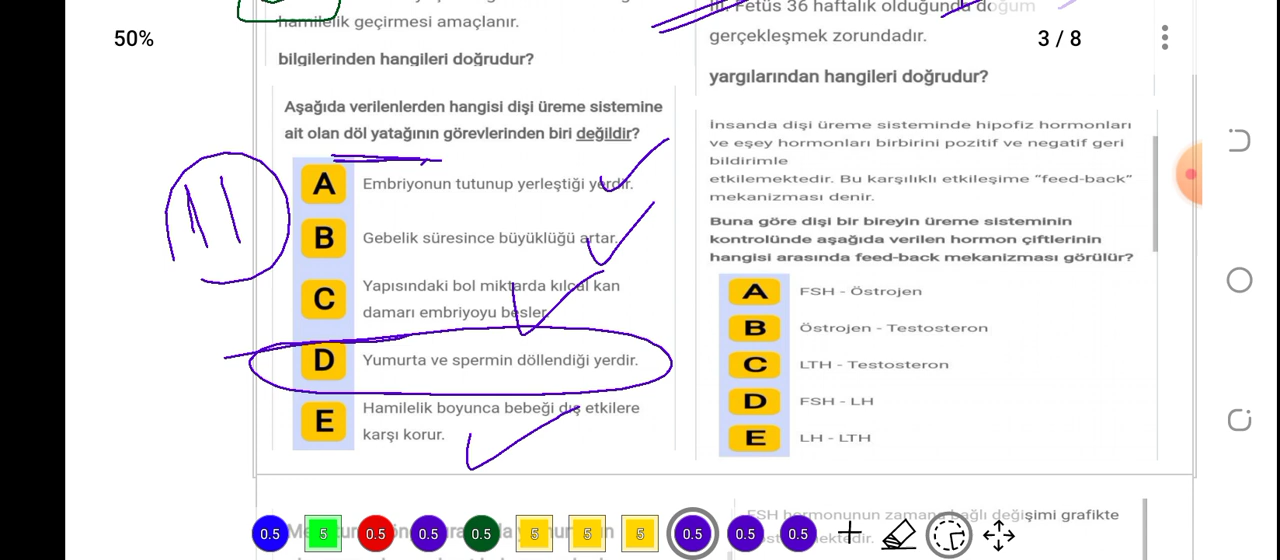 50%
3 / 8
hamilelik geçirmesi amaçlanır.
bilgilerinden hangileri doğrudur?
Aşağıda verilenlerden hangisi dişi üreme sistemine
ait olan döl yatağının görevlerinden biri değildir?
11
A Embriyonun tutunup yerleştiği yerdir.
B Gebelik süresince büyüklüğü artar.
C Yapısındaki bol miktarda kılcal kan
damarı embriyoyu besler.
D Yumurta ve spermin döllendiği yerdir.
E Hamilelik boyunca bebeği dış etkilere
karşı korur.
III. Fetüs 36 haftalık olduğunda doğum
gerçekleşmek zorundadır.
yargılarından hangileri doğrudur?
İnsanda dişi üreme sisteminde hipofiz hormonları
ve eşey hormonları birbirini pozitif ve negatif geri
bildirimle
etkilemektedir. Bu karşılıklı etkileşime “feed-back”
mekanizması denir.
Buna göre dişi bir bireyin üreme sisteminin
kontrolünde aşağıda verilen hormon çiftlerinin
hangisi arasında feed-back mekanizması görülür?
A FSH - Östrojen
B Östrojen - Testosteron
C LTH - Testosteron
D FSH - LH
E LH - LTH
FSH hormonunun zamana bağlı değişimi grafikte
0.5 5 0.5 0.5 0.5 5 5 5 0.5 0.5 0.5